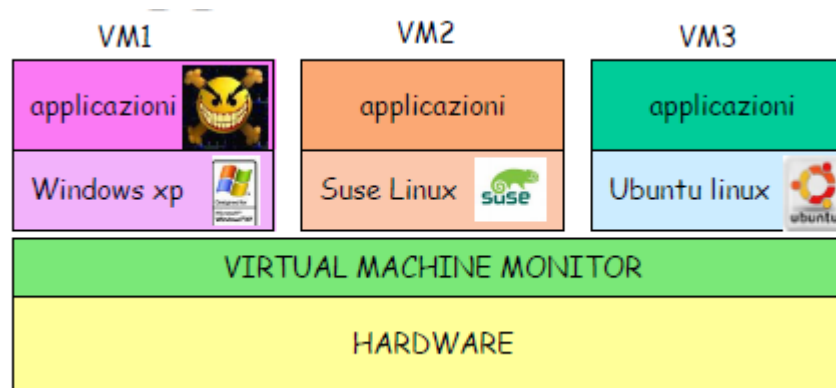 VM1
VM2
VM3
applicazioni
applicazioni
applicazioni
Windows xp
Suse Linux
suse
Ubuntu linux
ubuntu
VIRTUAL MACHINE MONITOR
HARDWARE